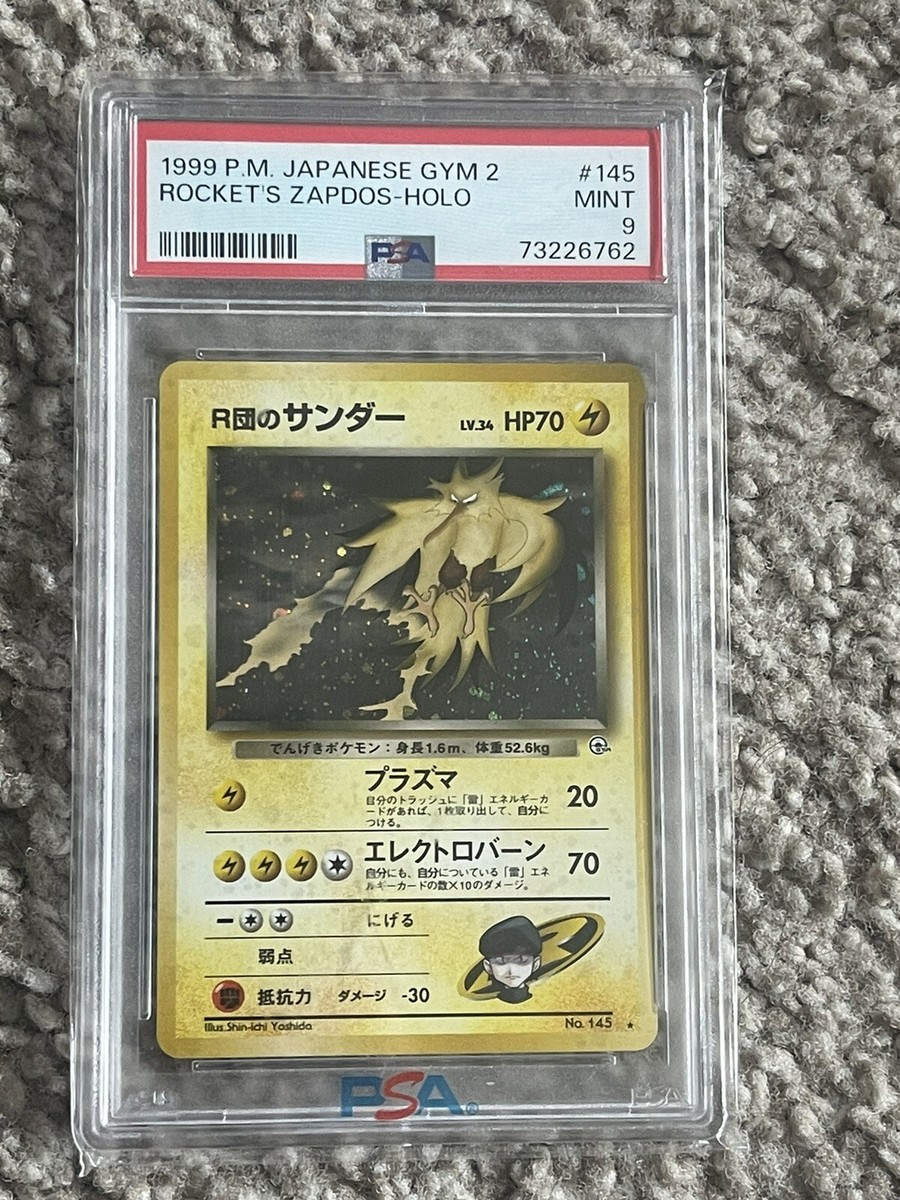 1999 P.M. JAPANESE GYM 2 #145
ROCKET'S ZAPDOS-HOLO MINT
9
PSA 73226762
R団のサンダー LV.34 HP70
でんげきポケモン：身長1.6m、体重52.6kg
プラズマ
自分のトラッシュに「雷」エネルギーカ
ードがあれば、1枚取り出して、自分に
つける。
20
エレクトロバーン
自分にも、自分についている「雷」エネ
ルギーカードの数×10のダメージ。
70
にげる
弱点
抵抗力 ダメージ -30
Illus. Shin-ichi Yoshida No. 145 ★
PSA®